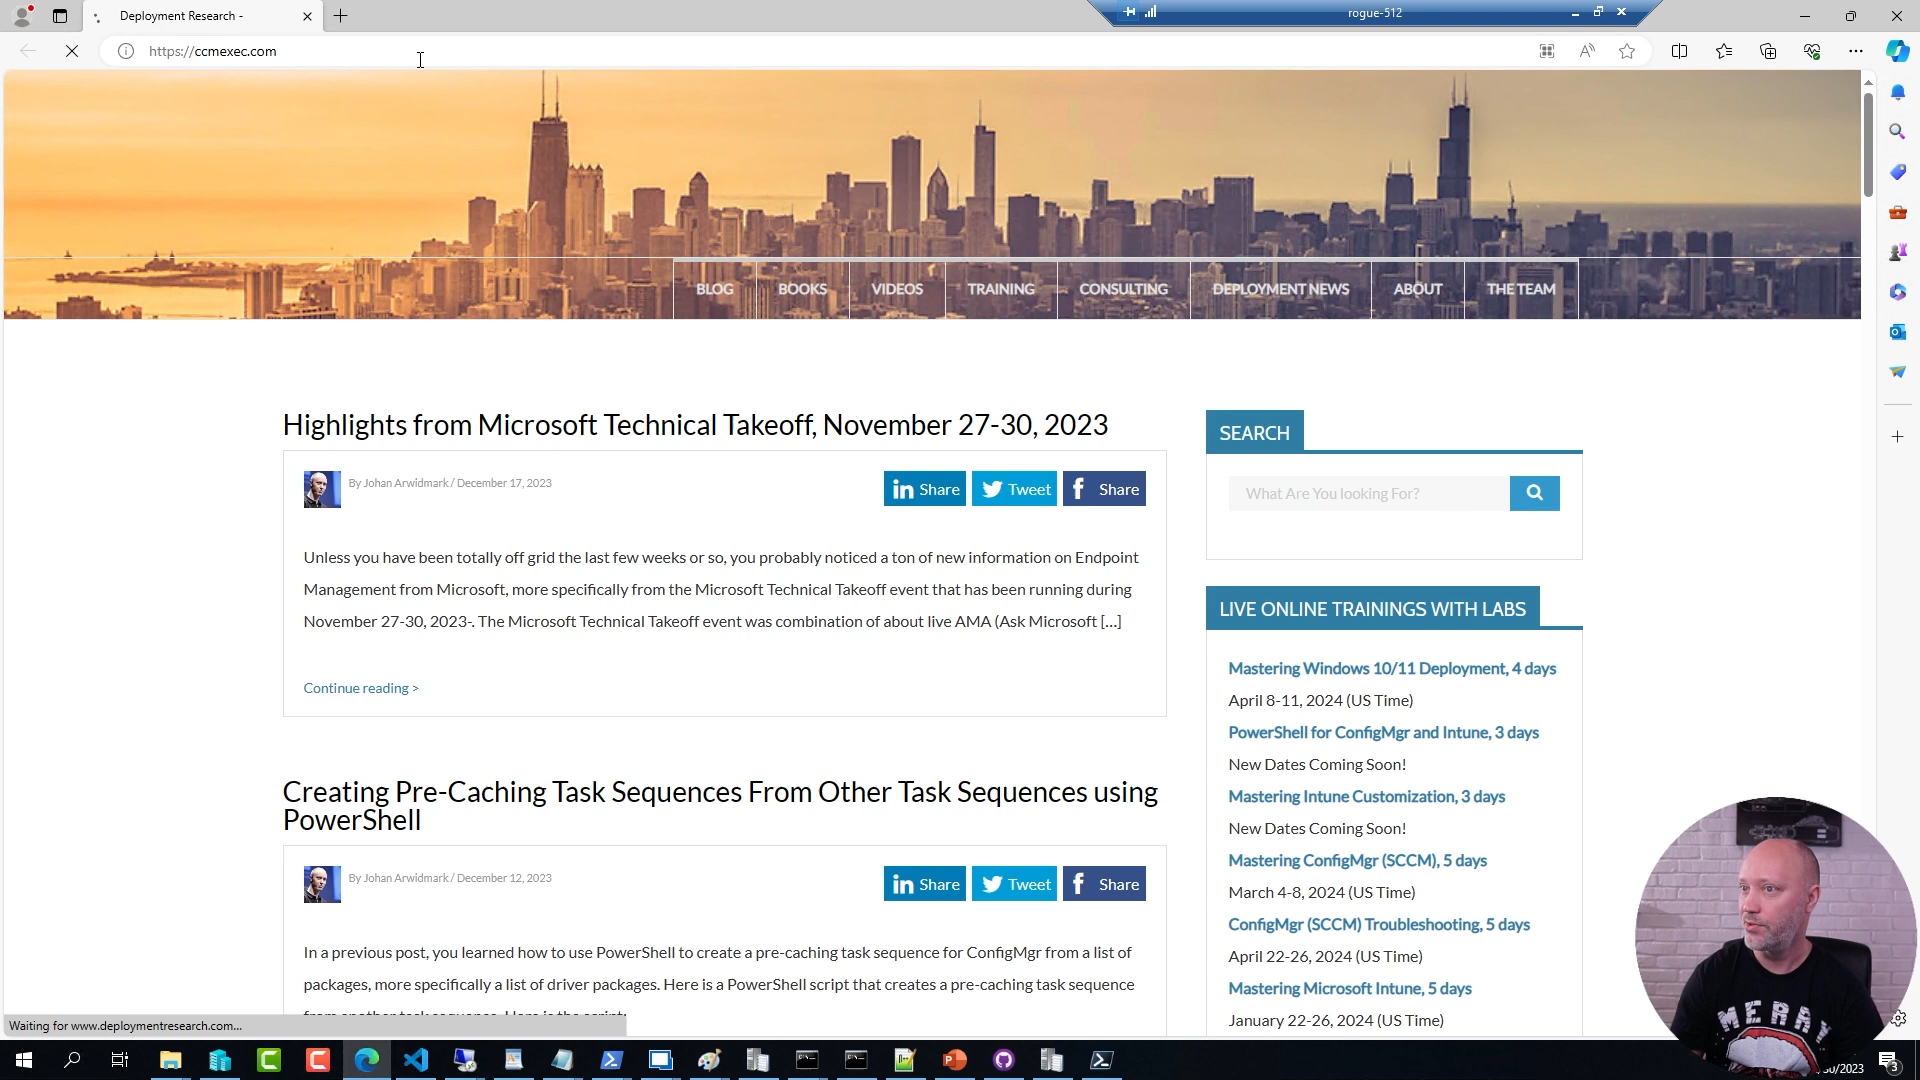 Deployment Research -
rogue-512
https://ccmexec.com
BLOG
BOOKS
VIDEOS
TRAINING
CONSULTING
DEPLOYMENT NEWS
ABOUT
THE TEAM
Highlights from Microsoft Technical Takeoff, November 27-30, 2023
By Johan Arwidmark / December 17, 2023
Share
Tweet
Share
Unless you have been totally off grid the last few weeks or so, you probably noticed a ton of new information on Endpoint
Management from Microsoft, more specifically from the Microsoft Technical Takeoff event that has been running during
November 27-30, 2023-. The Microsoft Technical Takeoff event was combination of about live AMA (Ask Microsoft [...]
Continue reading >
Creating Pre-Caching Task Sequences From Other Task Sequences using
PowerShell
By Johan Arwidmark / December 12, 2023
Share
Tweet
Share
In a previous post, you learned how to use PowerShell to create a pre-caching task sequence for ConfigMgr from a list of
packages, more specifically a list of driver packages. Here is a PowerShell script that creates a pre-caching task sequence
from another task sequence. Here is the script:
SEARCH
What Are You looking For?
LIVE ONLINE TRAININGS WITH LABS
Mastering Windows 10/11 Deployment, 4 days
April 8-11, 2024 (US Time)
PowerShell for ConfigMgr and Intune, 3 days
New Dates Coming Soon!
Mastering Intune Customization, 3 days
New Dates Coming Soon!
Mastering ConfigMgr (SCCM), 5 days
March 4-8, 2024 (US Time)
ConfigMgr (SCCM) Troubleshooting, 5 days
April 22-26, 2024 (US Time)
Mastering Microsoft Intune, 5 days
January 22-26, 2024 (US Time)
Waiting for www.deploymentresearch.com...
MERRY
30/2023
3